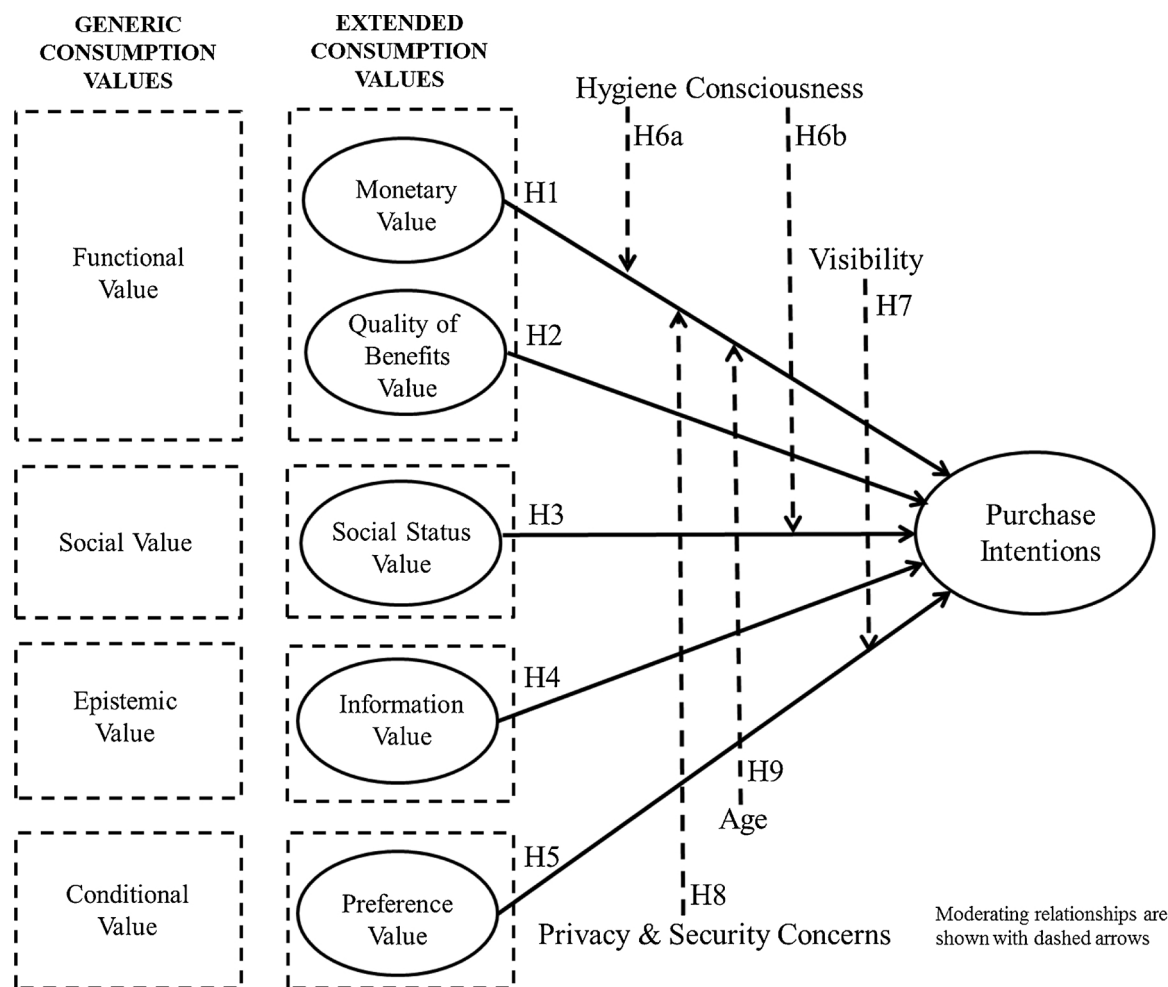 GENERIC
CONSUMPTION
VALUES
EXTENDED
CONSUMPTION
VALUES
Hygiene Consciousness
H6a
H6b
Monetary
Value
H1
Functional
Value
Visibility
H7
Quality of
Benefits
Value
H2
Social Value
Social Status
Value
H3
Purchase
Intentions
Epistemic
Value
Information
Value
H4
H9
Age
Conditional
Value
Preference
Value
H5
H8
Privacy & Security Concerns
Moderating relationships are
shown with dashed arrows